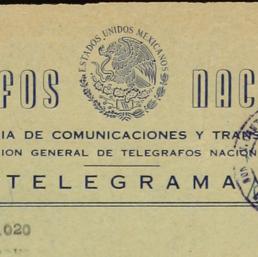 ESTADOS UNIDOS MEXICANOS
FOS NAC
IA DE COMUNICACIONES Y TRANS
ION GENERAL DE TELEGRAFOS NACION
TELEGRAMA
.020